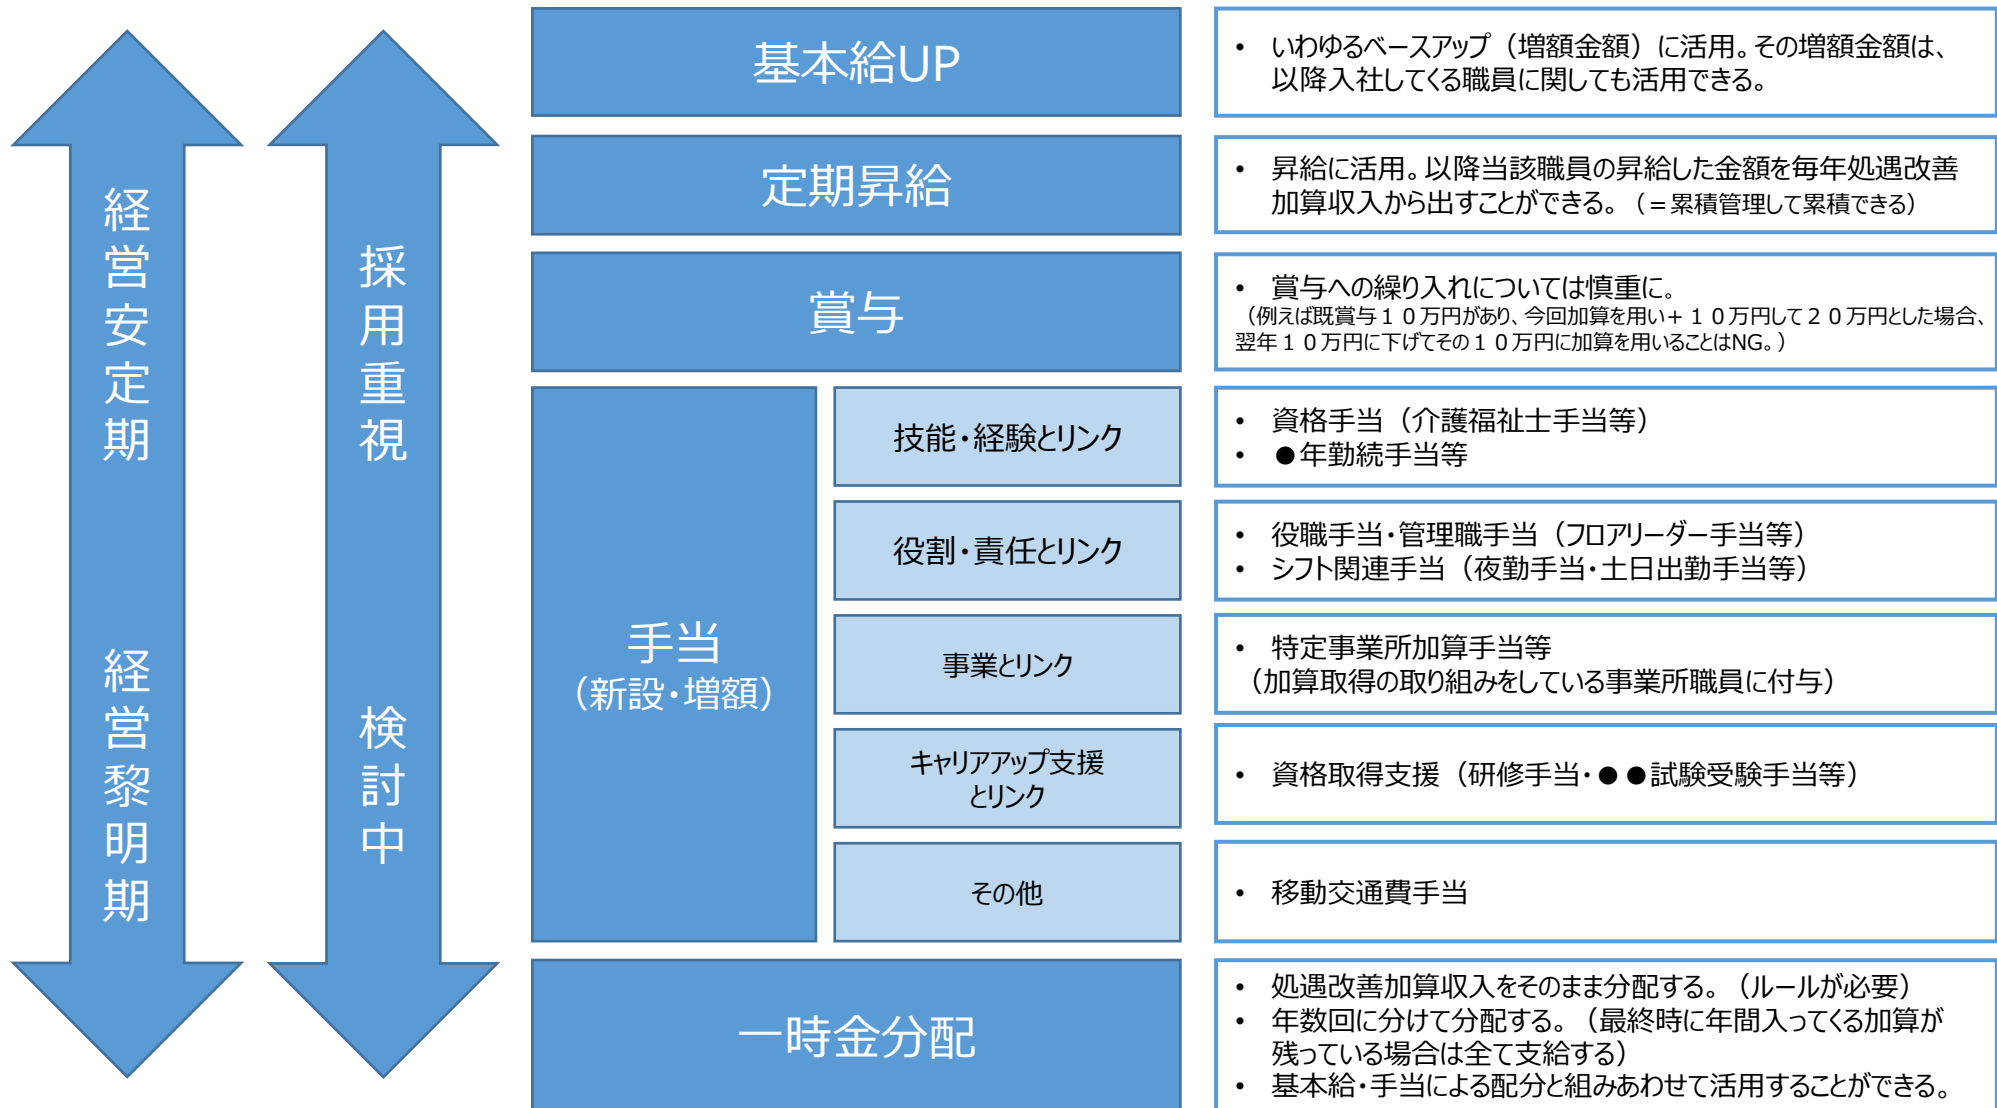 経営安定期
経営黎明期
採用重視
検討中
基本給UP
• いわゆるベースアップ（増額金額）に活用。その増額金額は、
以降入社してくる職員に関しても活用できる。
定期昇給
• 昇給に活用。以降当該職員の昇給した金額を毎年処遇改善
加算収入から出すことができる。（＝累積管理して累積できる）
賞与
• 賞与への繰り入れについては慎重に。
（例えば既賞与１０万円があり、今回加算を用い＋１０万円して２０万円とした場合、
翌年１０万円に下げてその１０万円に加算を用いることはNG。）
手当
（新設・増額）
技能・経験とリンク
• 資格手当（介護福祉士手当等）
• ●年勤続手当等
役割・責任とリンク
• 役職手当・管理職手当（フロアリーダー手当等）
• シフト関連手当（夜勤手当・土日出勤手当等）
事業とリンク
• 特定事業所加算手当等
（加算取得の取り組みをしている事業所職員に付与）
キャリアアップ支援
とリンク
• 資格取得支援（研修手当・●●試験受験手当等）
その他
• 移動交通費手当
一時金分配
• 処遇改善加算収入をそのまま分配する。（ルールが必要）
• 年数回に分けて分配する。（最終時に年間入ってくる加算が
残っている場合は全て支給する）
• 基本給・手当による配分と組みあわせて活用することができる。